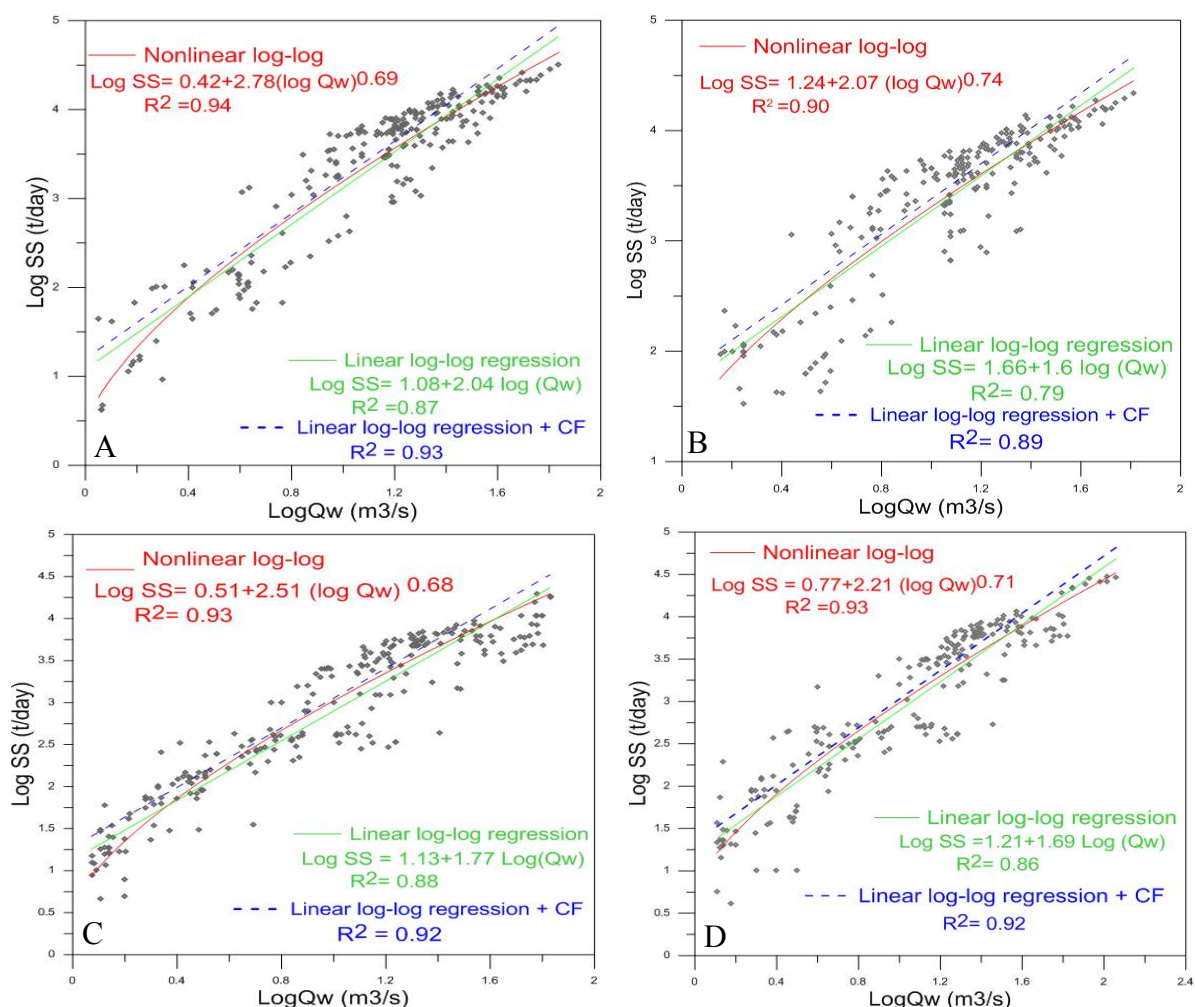 5
Nonlinear log-log
Log SS= 0.42+2.78(log Qw)0.69
R2 =0.94
4
3
Log SS (t/day)
2
Linear log-log regression
Log SS= 1.08+2.04 log (Qw)
1
R2 =0.87
Linear log-log regression + CF
A
R2 = 0.93
0
0 0.4 0.8 1.2 1.6 2
LogQw (m3/s)
5
Nonlinear log-log
Log SS= 1.24+2.07 (log Qw)0.74
R2 =0.90
4
3
Log SS (t/day)
2
Linear log-log regression
Log SS= 1.66+1.6 log (Qw)
R2= 0.79
Linear log-log regression + CF
B
R2= 0.89
1
0 0.4 0.8 1.2 1.6 2
LogQw (m3/s)
5
Nonlinear log-log
4.5
Log SS= 0.51+2.51 (log Qw) 0.68
R2= 0.93
4
3.5
3
2.5
Log SS (t/day)
2
1.5
Linear log-log regression
Log SS = 1.13+1.77 Log(Qw)
1
R2= 0.88
0.5
Linear log-log regression + CF
C
R2= 0.92
0
0 0.4 0.8 1.2 1.6 2
LogQw (m3/s)
5
Nonlinear log-log
4.5
Log SS = 0.77+2.21 (log Qw)0.71
R2 =0.93
4
3.5
3
2.5
Log SS (t/day)
2
1.5
Linear log-log regression
Log SS =1.21+1.69 Log (Qw)
1
R2= 0.86
0.5
Linear log-log regression + CF
D
R2= 0.92
0
0 0.4 0.8 1.2 1.6 2 2.4
LogQw (m3/s)